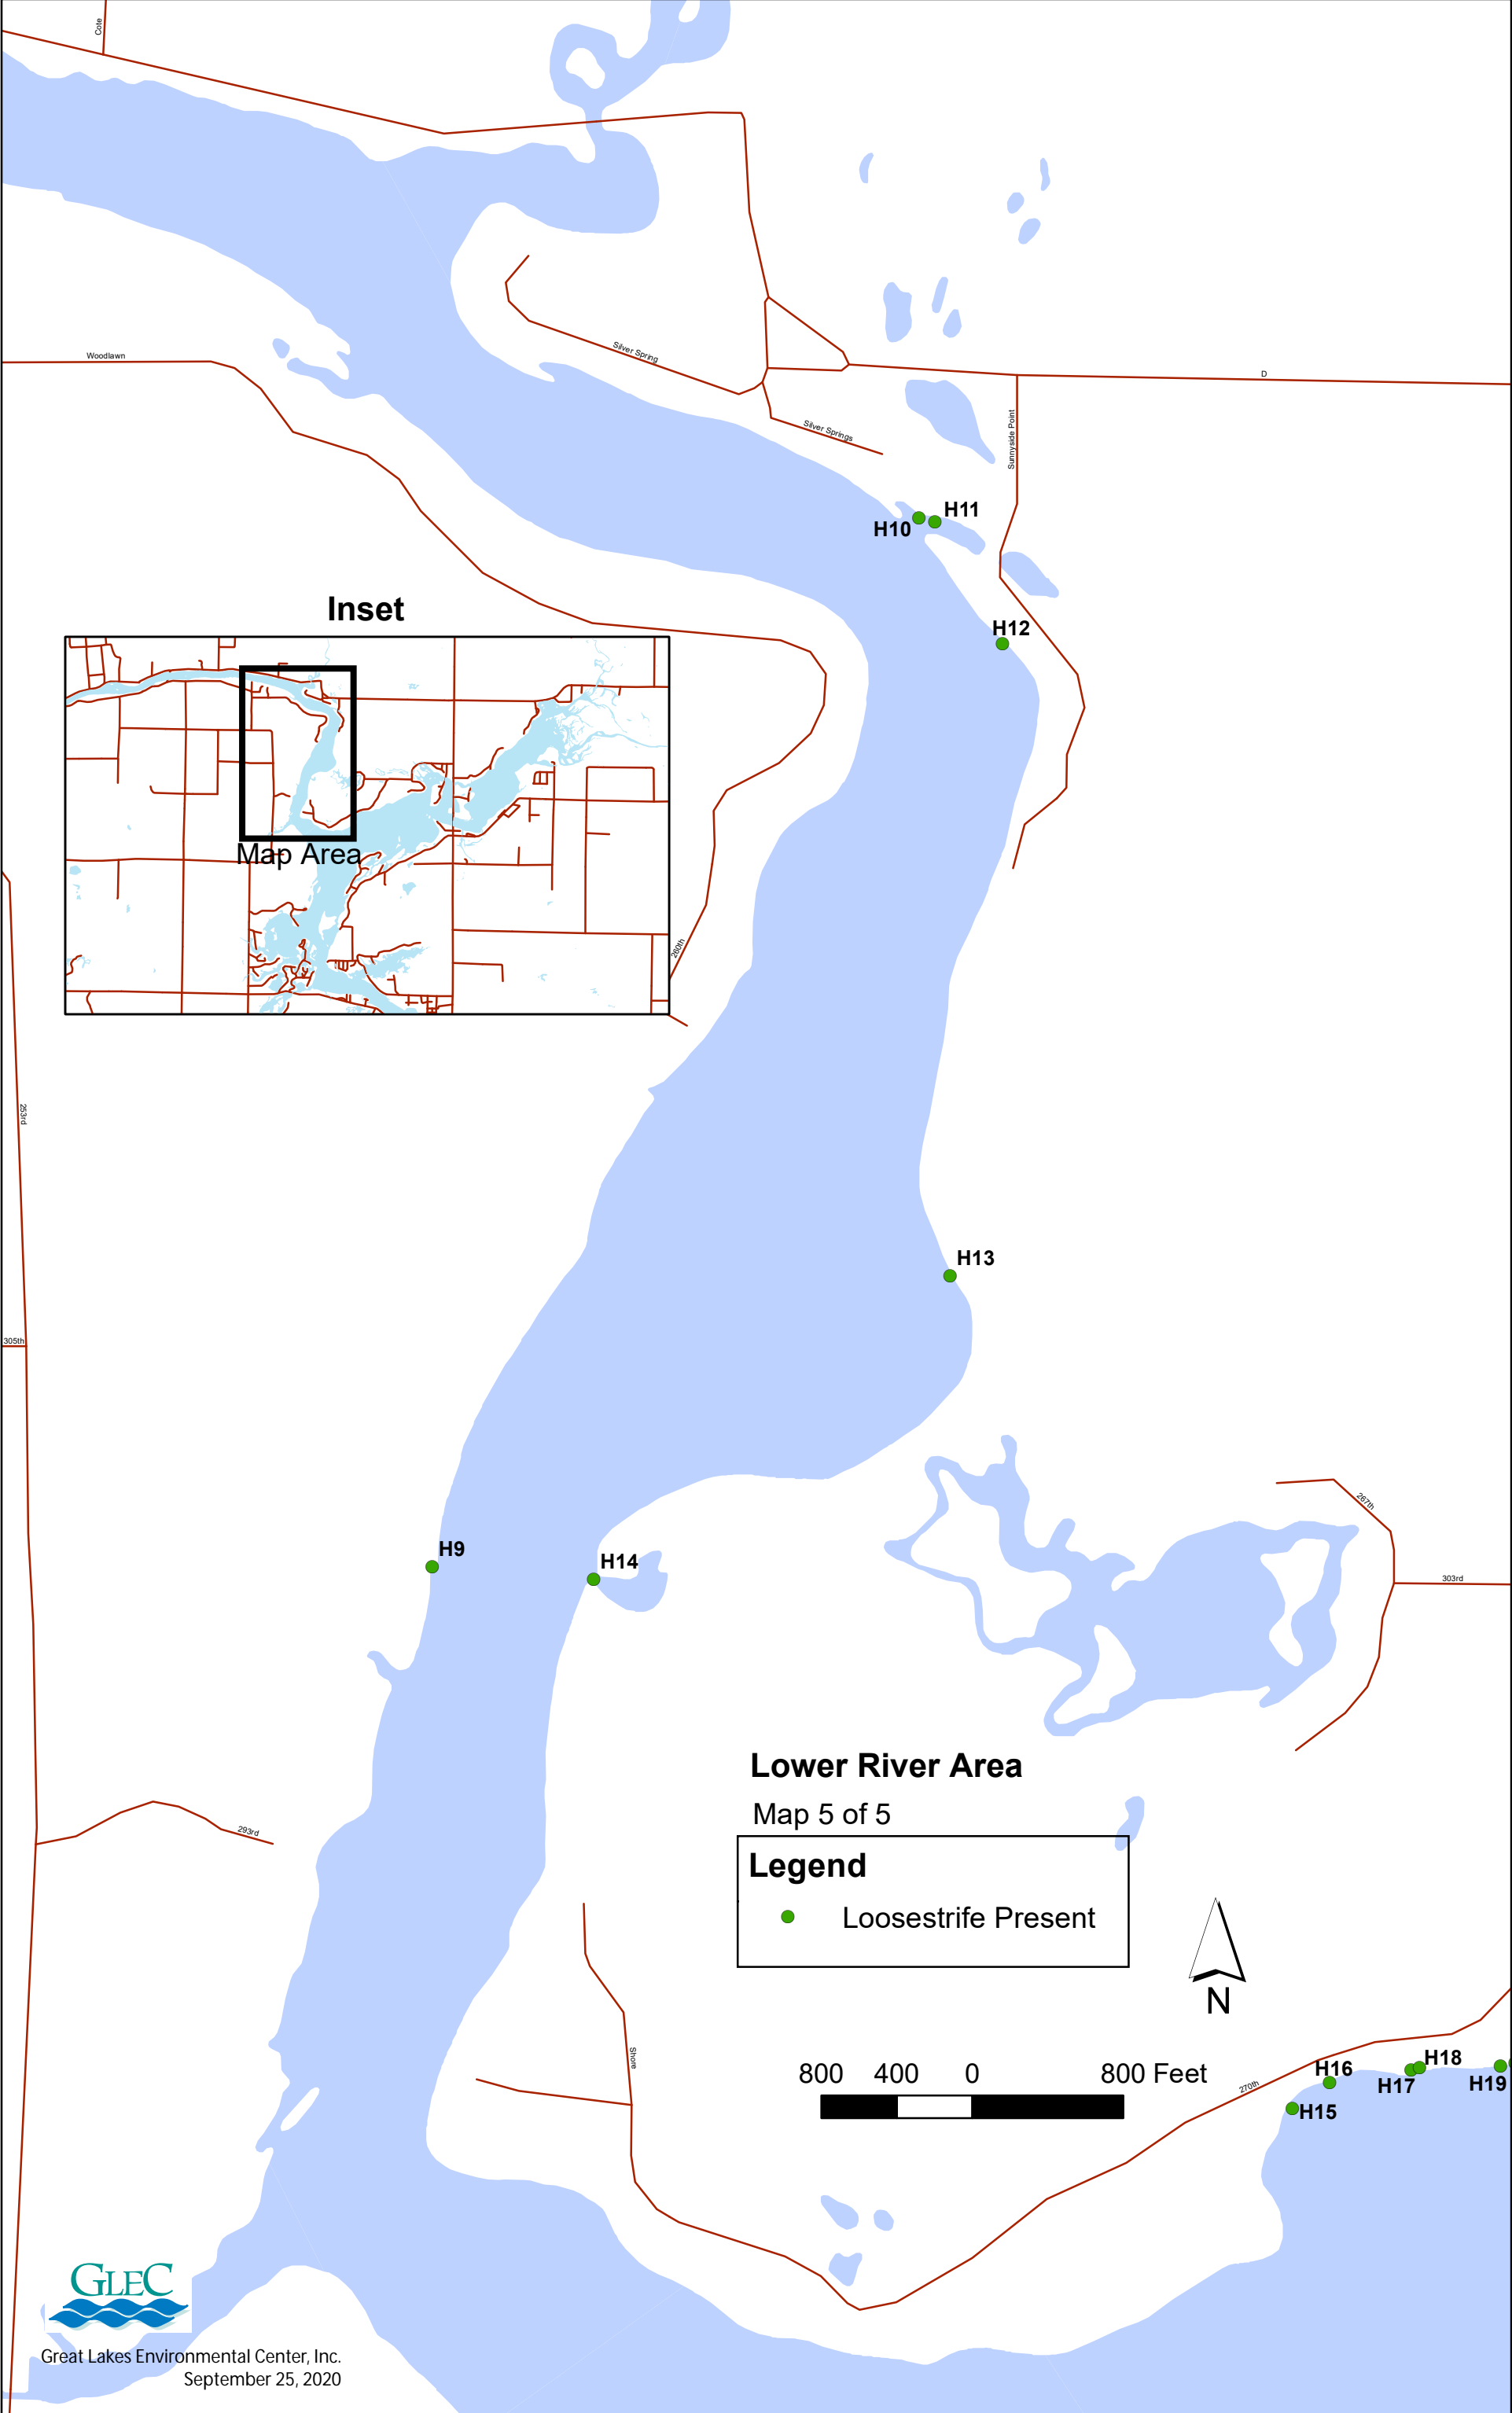 Cote
Woodlawn
Silver Spring
D
Silver Springs
Sunnyside Point
H10
H11
Inset
H12
Map Area
260th
253rd
H13
305th
267th
H9
H14
303rd
Lower River Area
Map 5 of 5
293rd
Legend
Loosestrife Present
N
Shore
800 400 0 800 Feet
H16
H18
H17
H19
270th
H15
GLEC
Great Lakes Environmental Center, Inc.
September 25, 2020